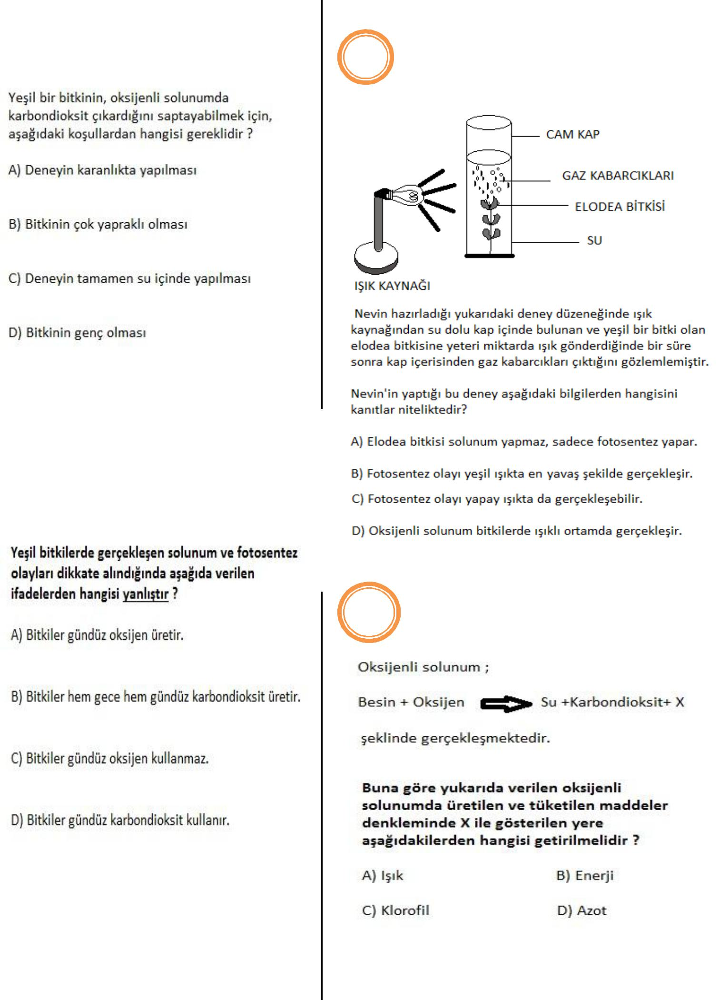 Yeşil bir bitkinin, oksijenli solunumda
karbondioksit çıkardığını saptayabilmek için,
aşağıdaki koşullardan hangisi gereklidir ?
A) Deneyin karanlıkta yapılması
B) Bitkinin çok yapraklı olması
C) Deneyin tamamen su içinde yapılması
D) Bitkinin genç olması
Yeşil bitkilerde gerçekleşen solunum ve fotosentez
olayları dikkate alındığında aşağıda verilen
ifadelerden hangisi yanlıştır ?
A) Bitkiler gündüz oksijen üretir.
B) Bitkiler hem gece hem gündüz karbondioksit üretir.
C) Bitkiler gündüz oksijen kullanmaz.
D) Bitkiler gündüz karbondioksit kullanır.
CAM KAP
GAZ KABARCIKLARI
ELODEA BİTKİSİ
SU
IŞIK KAYNAĞI
Nevin hazırladığı yukarıdaki deney düzeneğinde ışık
kaynağından su dolu kap içinde bulunan ve yeşil bir bitki olan
elodea bitkisine yeteri miktarda ışık gönderdiğinde bir süre
sonra kap içerisinden gaz kabarcıkları çıktığını gözlemlemiştir.
Nevin'in yaptığı bu deney aşağıdaki bilgilerden hangisini
kanıtlar niteliktedir?
A) Elodea bitkisi solunum yapmaz, sadece fotosentez yapar.
B) Fotosentez olayı yeşil ışıkta en yavaş şekilde gerçekleşir.
C) Fotosentez olayı yapay ışıkta da gerçekleşebilir.
D) Oksijenli solunum bitkilerde ışıklı ortamda gerçekleşir.
Oksijenli solunum ;
Besin + Oksijen Su +Karbondioksit+ X
şeklinde gerçekleşmektedir.
Buna göre yukarıda verilen oksijenli
solunumda üretilen ve tüketilen maddeler
denkleminde X ile gösterilen yere
aşağıdakilerden hangisi getirilmelidir ?
A) Işık B) Enerji
C) Klorofil D) Azot